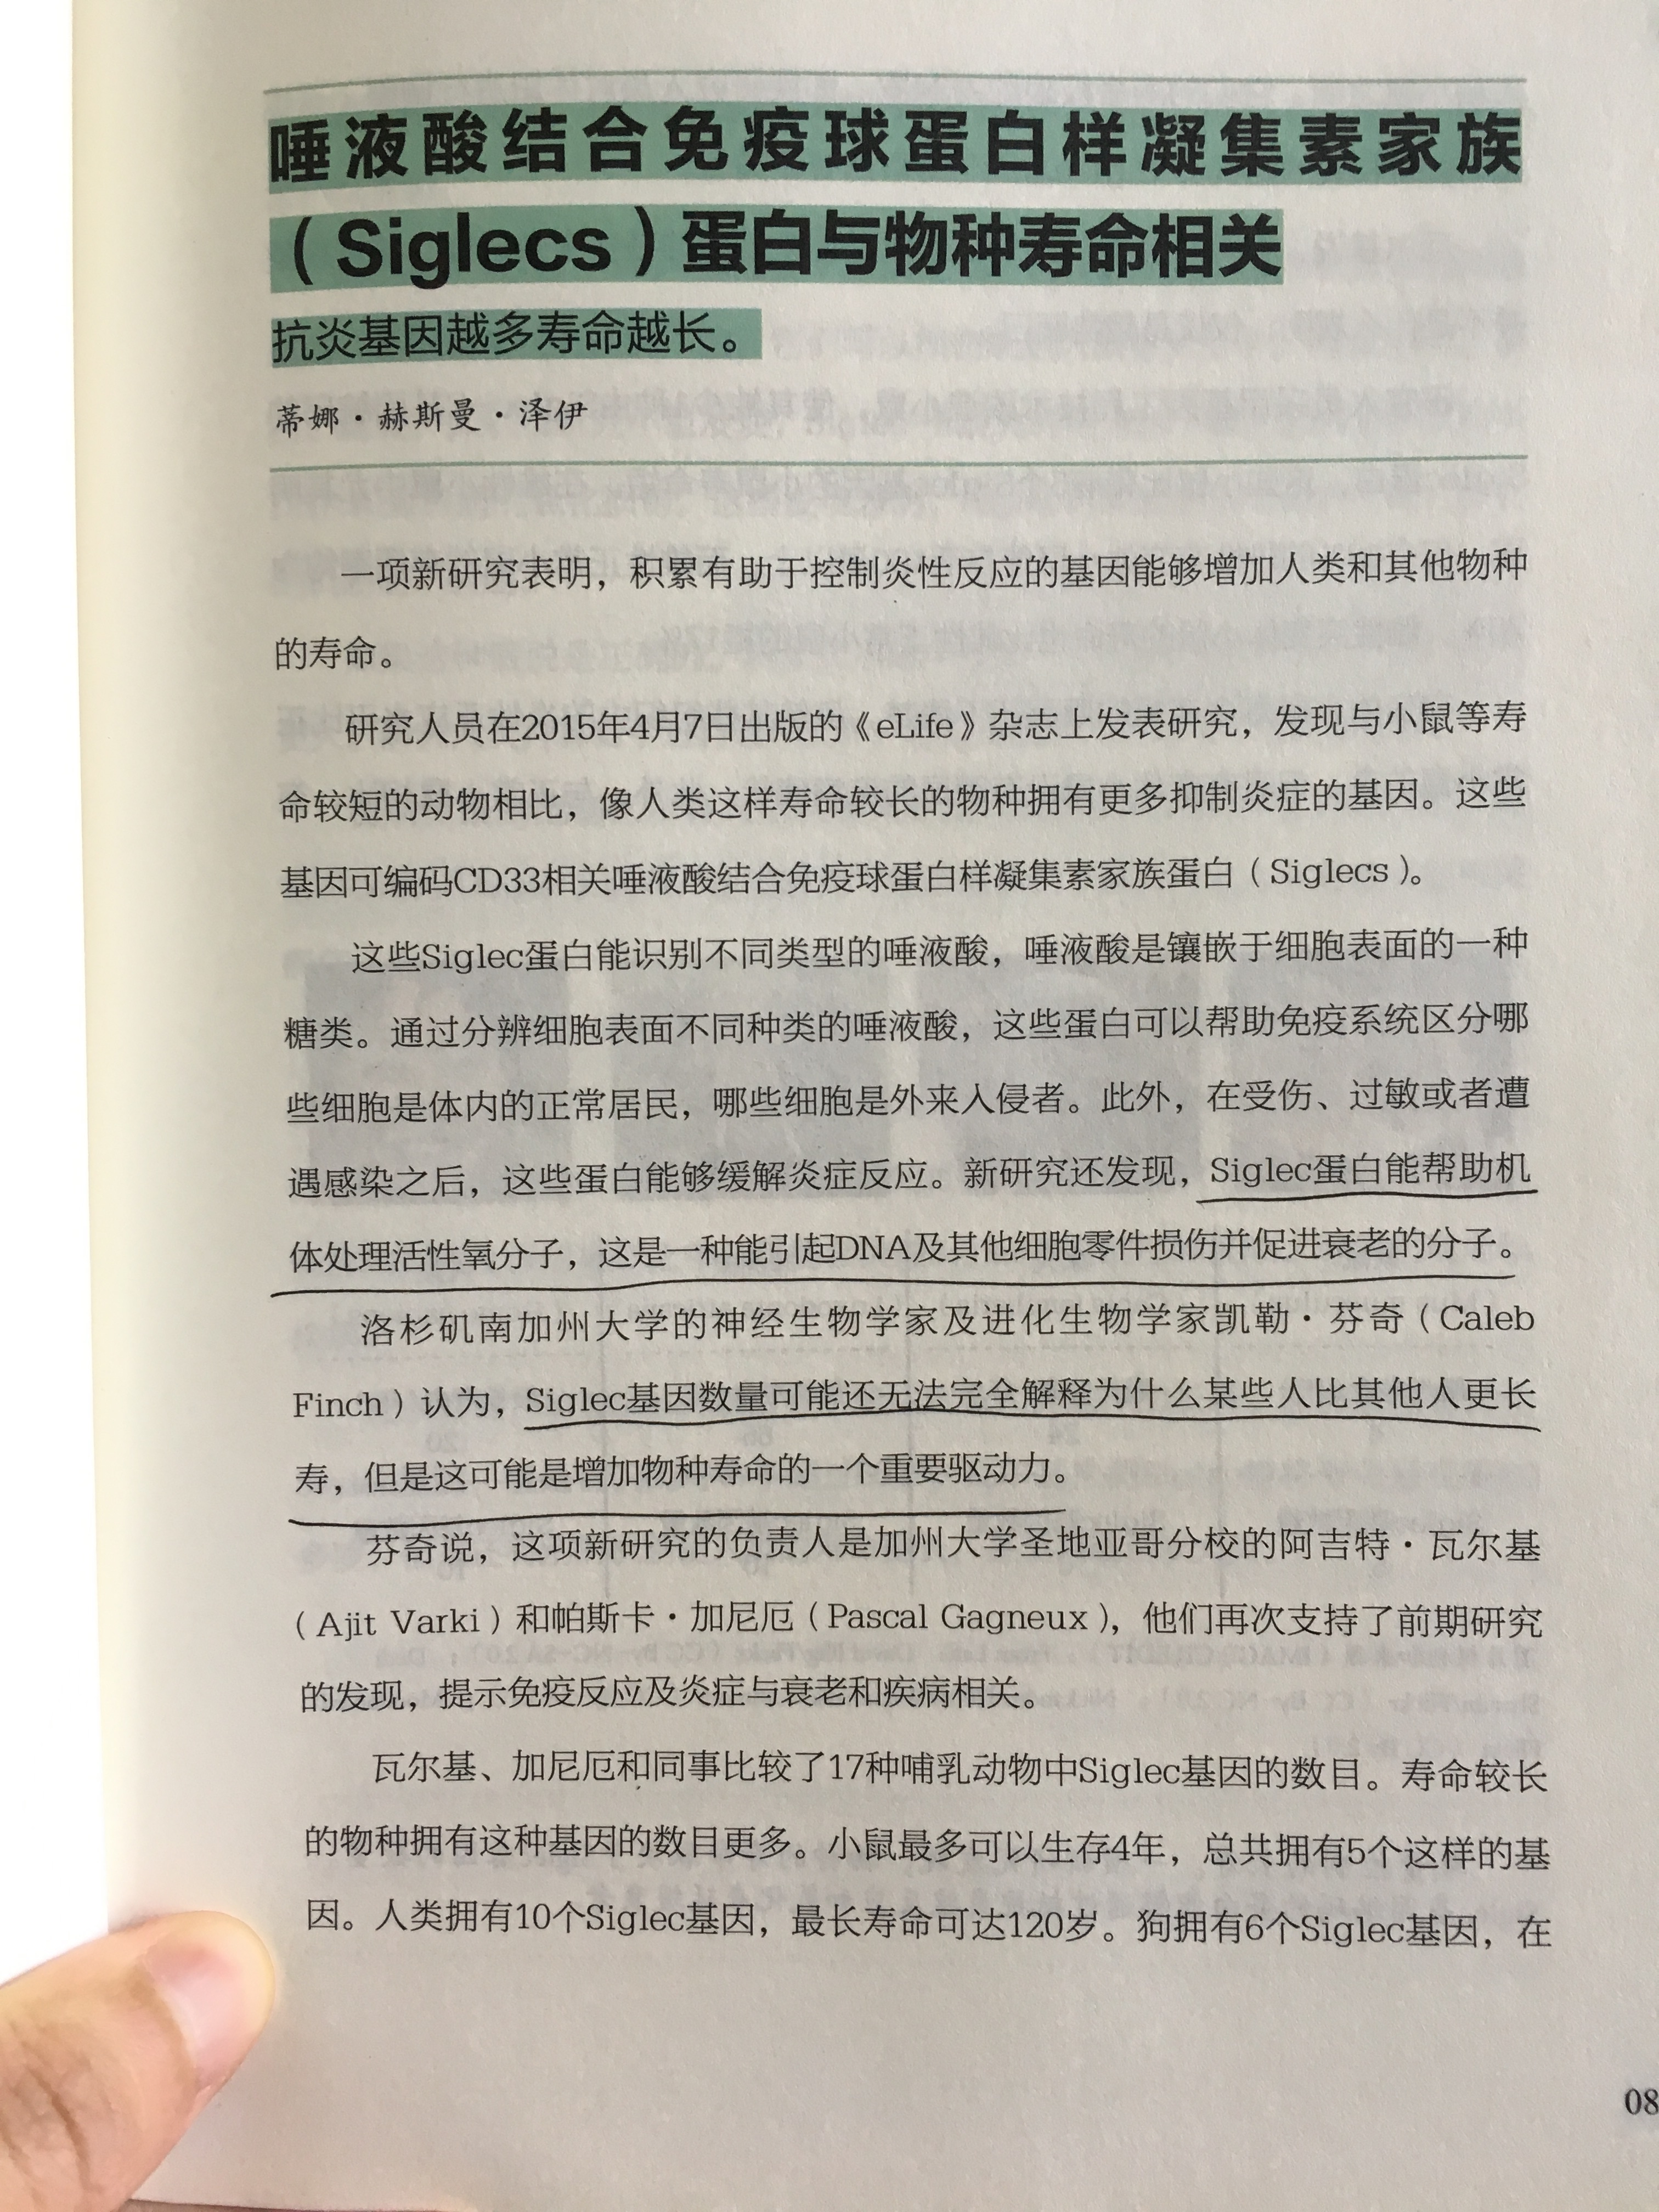 唾液酸结合免疫球蛋白样凝集素家族
（Siglecs）蛋白与物种寿命相关
抗炎基因越多寿命越长。
蒂娜·赫斯曼·泽伊
一项新研究表明，积累有助于控制炎性反应的基因能够增加人类和其他物种
的寿命。
研究人员在2015年4月7日出版的《eLife》杂志上发表研究，发现与小鼠等寿
命较短的动物相比，像人类这样寿命较长的物种拥有更多抑制炎症的基因。这些
基因可编码CD33相关唾液酸结合免疫球蛋白样凝集素家族蛋白（Siglecs）。
这些Siglec蛋白能识别不同类型的唾液酸，唾液酸是镶嵌于细胞表面的一种
糖类。通过分辨细胞表面不同种类的唾液酸，这些蛋白可以帮助免疫系统区分哪
些细胞是体内的正常居民，哪些细胞是外来入侵者。此外，在受伤、过敏或者遭
遇感染之后，这些蛋白能够缓解炎症反应。新研究还发现，Siglec蛋白能帮助机
体处理活性氧分子，这是一种能引起DNA及其他细胞零件损伤并促进衰老的分子。
洛杉矶南加州大学的神经生物学家及进化生物学家凯勒·芬奇（Caleb
Finch）认为，Siglec基因数量可能还无法完全解释为什么某些人比其他人更长
寿，但是这可能是增加物种寿命的一个重要驱动力。
芬奇说，这项新研究的负责人是加州大学圣地亚哥分校的阿吉特·瓦尔基
（Ajit Varki）和帕斯卡·加尼厄（Pascal Gagneux），他们再次支持了前期研究
的发现，提示免疫反应及炎症与衰老和疾病相关。
瓦尔基、加尼厄和同事比较了17种哺乳动物中Siglec基因的数目。寿命较长
的物种拥有这种基因的数目更多。小鼠最多可以生存4年，总共拥有5个这样的基
因。人类拥有10个Siglec基因，最长寿命可达120岁。狗拥有6个Siglec基因，在
08